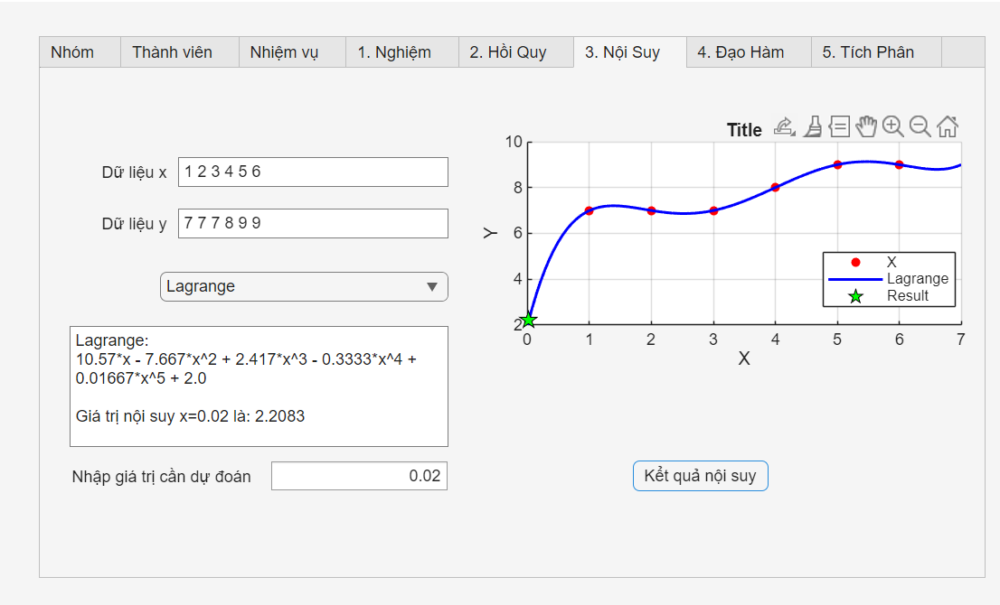 Nhóm Thành viên Nhiệm vụ 1. Nghiệm 2. Hồi Quy 3. Nội Suy 4. Đạo Hàm 5. Tích Phân
Dữ liệu x 1 2 3 4 5 6
Dữ liệu y 7 7 7 8 9 9
Lagrange
Lagrange:
10.57*x - 7.667*x^2 + 2.417*x^3 - 0.3333*x^4 +
0.01667*x^5 + 2.0
Giá trị nội suy x=0.02 là: 2.2083
Nhập giá trị cần dự đoán 0.02
Title
10
8
6
4
2
Y
0 1 2 3 4 5 6 7
X
X
Lagrange
Result
Kết quả nội suy